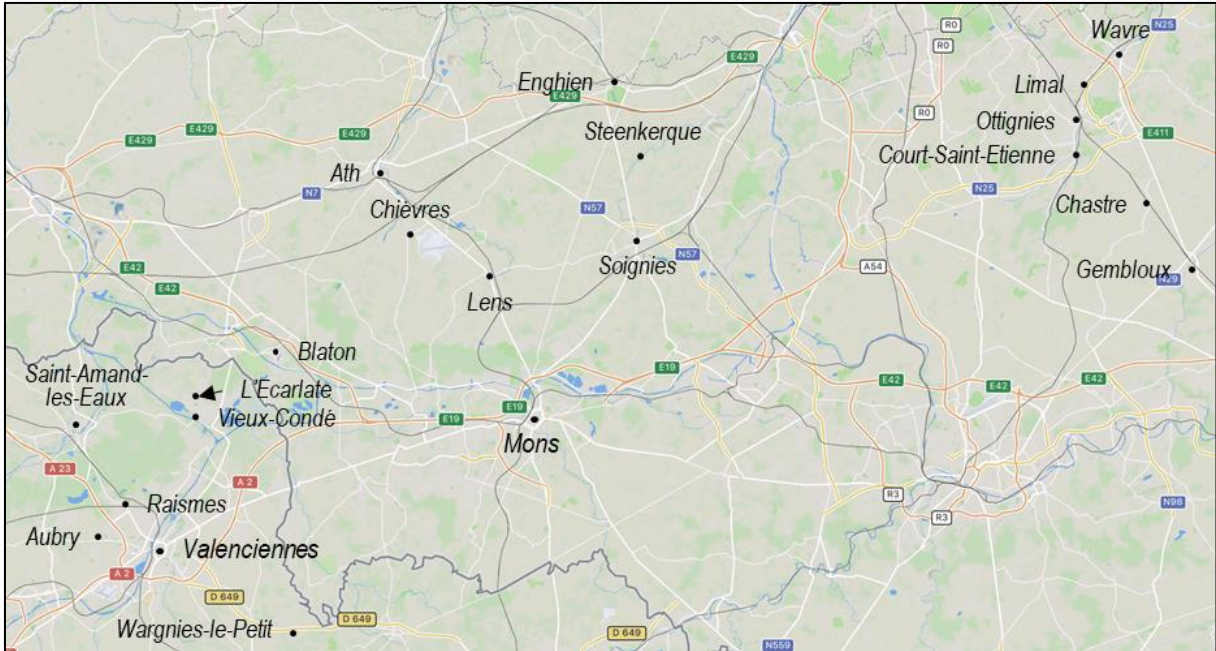 R0
N25
Wavre
R0
E429
Enghien
E429
Limal
E429
E429
E429
R0
Ottignies
E411
Steenkerque
Court-Saint-Etienne
Ath
N7
N25
Chièvres
N57
Chastre
Soignies
N57
E42
A54
Gembloux
N29
Lens
E42
Blaton
Saint-Amand-
les-Eaux
L'Ecarlate
Vieux-Condé
E19
E42
E42
E42
E19
E19
Mons
A 23
A 2
R3
N98
Raismes
R3
Aubry
Valenciennes
A 2
D 649
D 649
Wargnies-le-Petit
D 649
N559